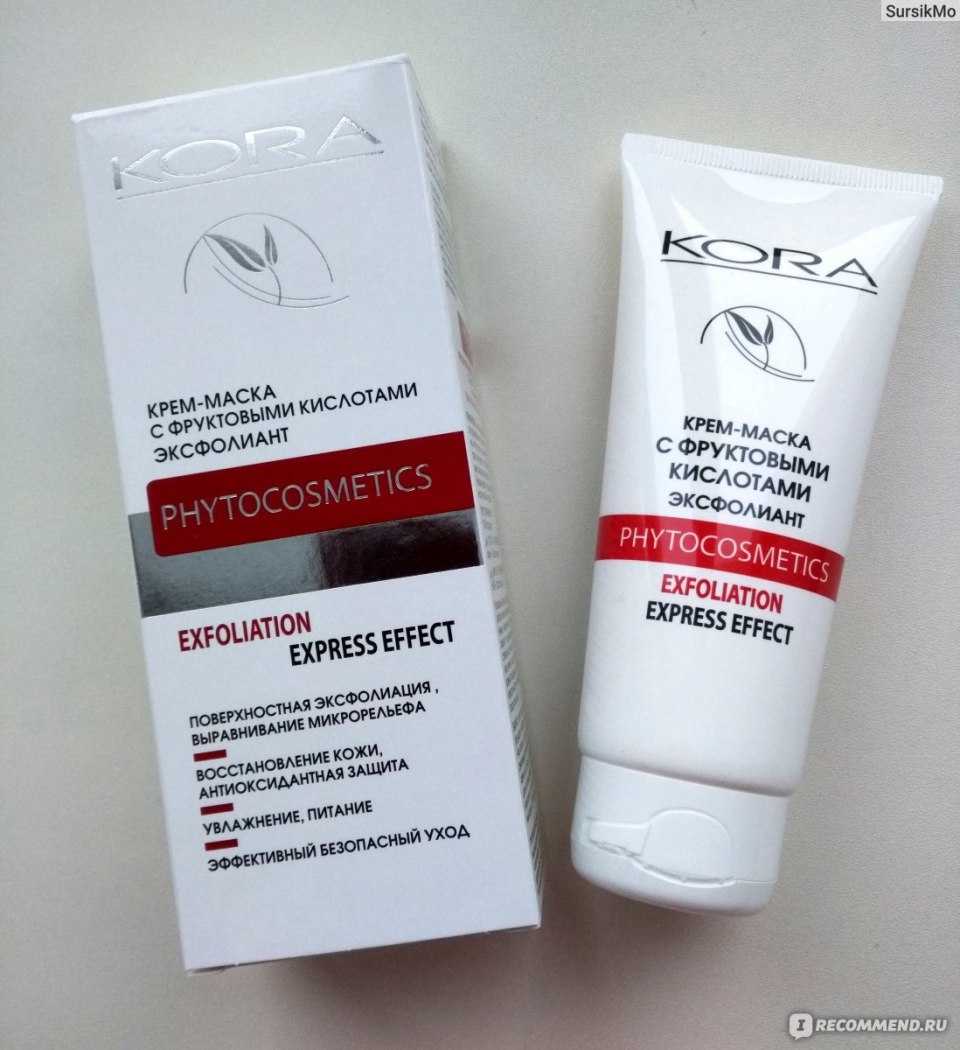 SursikMo
KORA
КРЕМ-МАСКА
С ФРУКТОВЫМИ КИСЛОТАМИ
ЭКСФОЛИАНТ
PHYTOCOSMETICS
EXFOLIATION
EXPRESS EFFECT
ПОВЕРХНОСТНАЯ ЭКСФОЛИАЦИЯ ,
ВЫРАВНИВАНИЕ МИКРОРЕЛЬЕФА
ВОССТАНОВЛЕНИЕ КОЖИ,
АНТИОКСИДАНТНАЯ ЗАЩИТА
УВЛАЖНЕНИЕ, ПИТАНИЕ
ЭФФЕКТИВНЫЙ БЕЗОПАСНЫЙ УХОД
KORA
КРЕМ-МАСКА
С ФРУКТОВЫМИ
КИСЛОТАМИ
ЭКСФОЛИАНТ
PHYTOCOSMETICS
EXFOLIATION
EXPRESS EFFECT
IRECOMMEND.RU